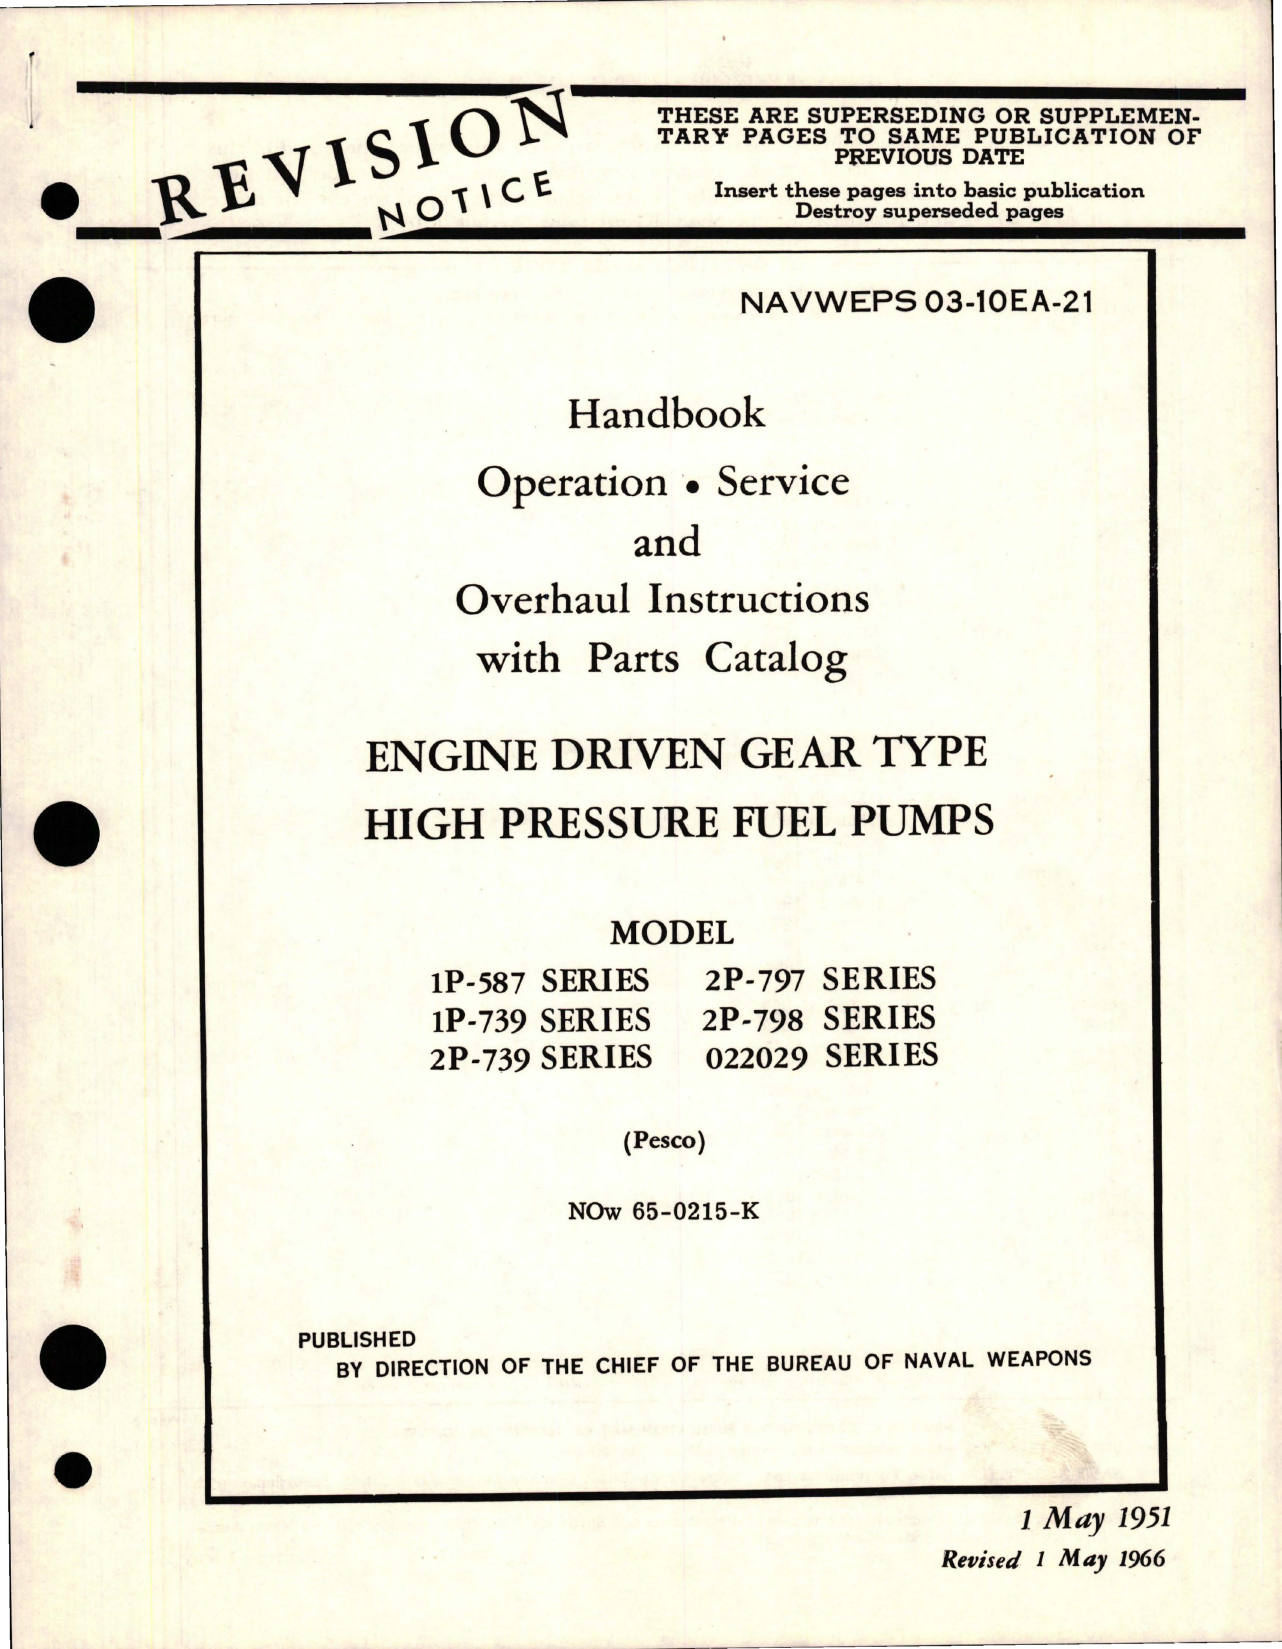 REVISION
NOTICE
THESE ARE SUPERSEDING OR SUPPLEMEN-
TARY PAGES TO SAME PUBLICATION OF
PREVIOUS DATE
Insert these pages into basic publication
Destroy superseded pages
NAVWEPS 03-10EA-21
Handbook
Operation • Service
and
Overhaul Instructions
with Parts Catalog
ENGINE DRIVEN GEAR TYPE
HIGH PRESSURE FUEL PUMPS
MODEL
1P-587 SERIES 2P-797 SERIES
1P-739 SERIES 2P-798 SERIES
2P-739 SERIES 022029 SERIES
(Pesco)
NOw 65-0215-K
PUBLISHED
BY DIRECTION OF THE CHIEF OF THE BUREAU OF NAVAL WEAPONS
1 May 1951
Revised 1 May 1966